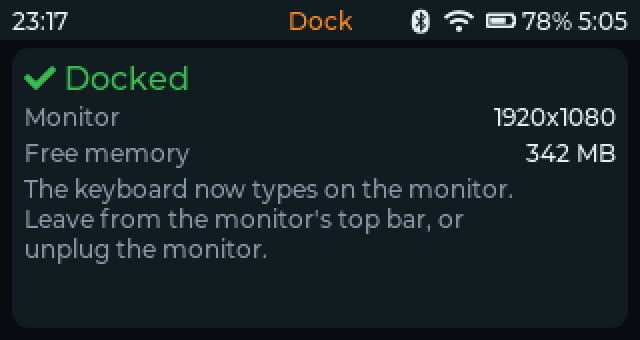 23:17 Dock 78% 5:05
Docked
Monitor 1920x1080
Free memory 342 MB
The keyboard now types on the monitor.
Leave from the monitor's top bar, or
unplug the monitor.